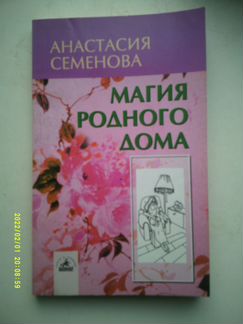 АНАСТАСИЯ
СЕМЕНОВА
МАГИЯ
РОДНОГО
ДОМА
2022/02/01 20:08:59